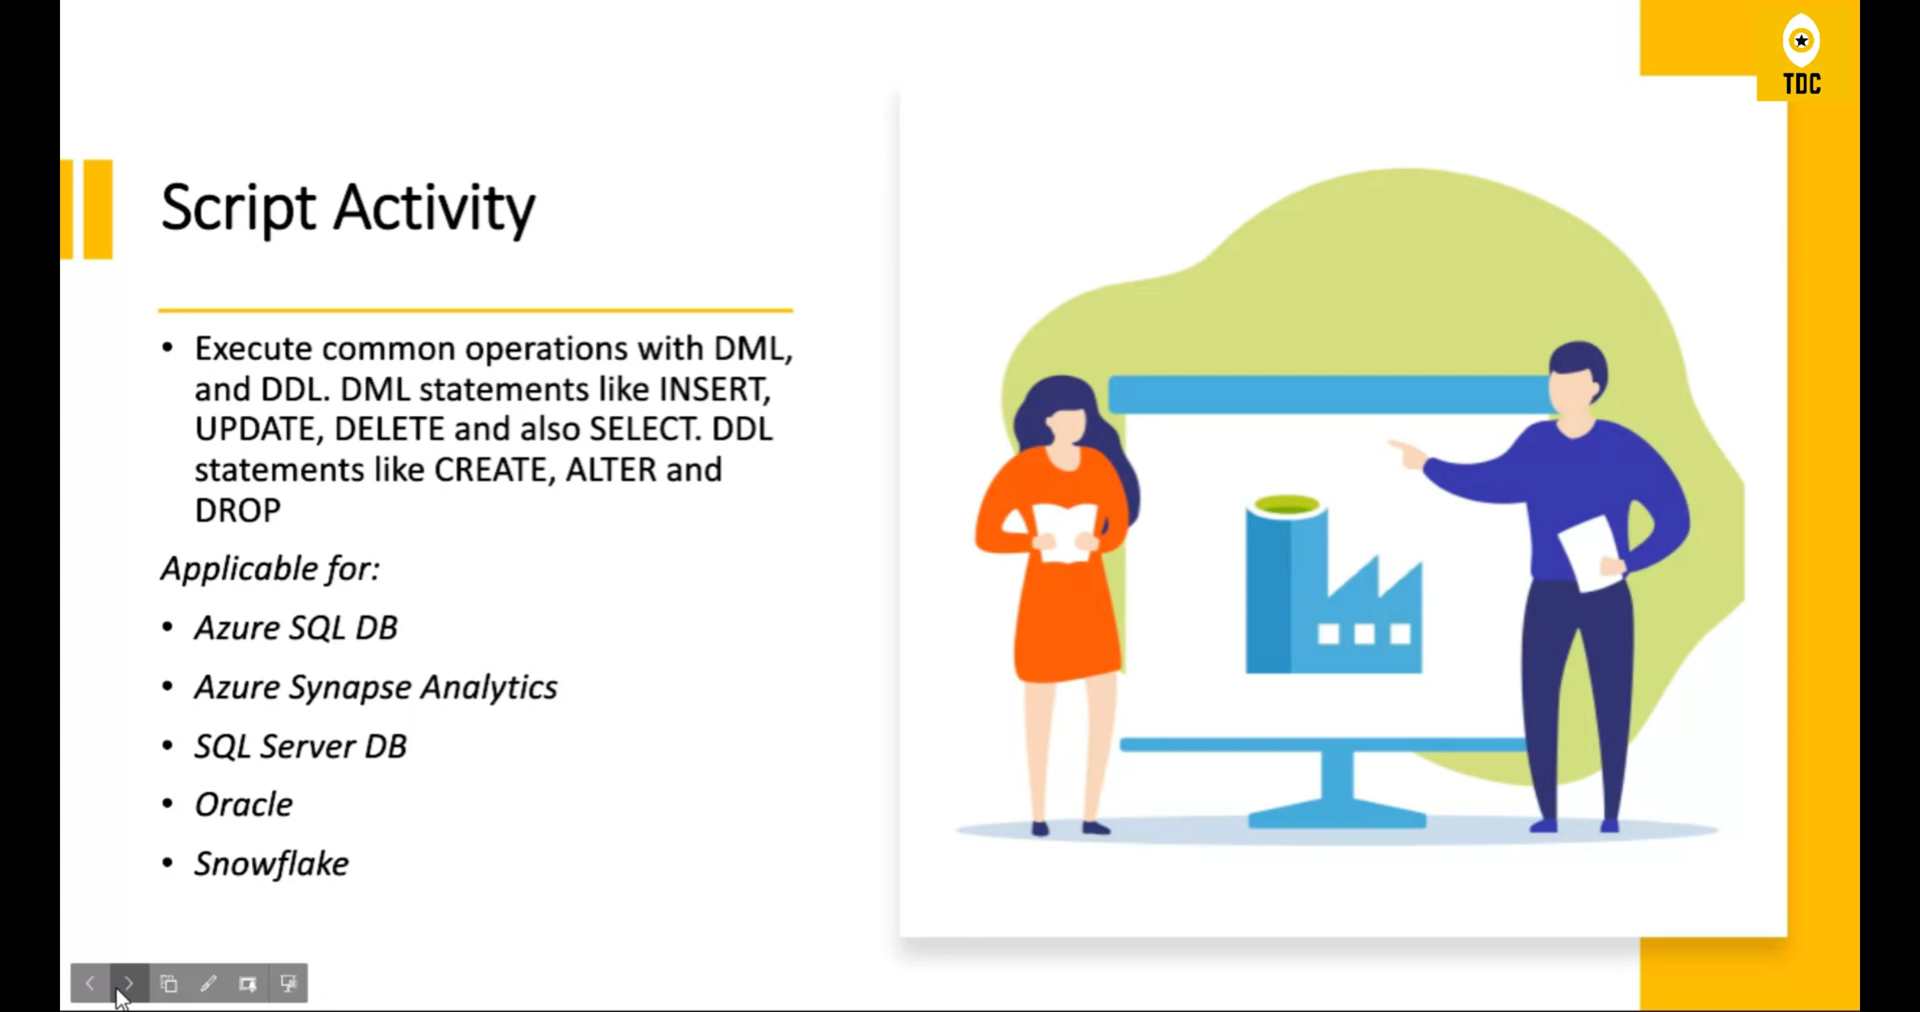 TDC
Script Activity
• Execute common operations with DML,
and DDL. DML statements like INSERT,
UPDATE, DELETE and also SELECT. DDL
statements like CREATE, ALTER and
DROP
Applicable for:
• Azure SQL DB
• Azure Synapse Analytics
• SQL Server DB
• Oracle
• Snowflake